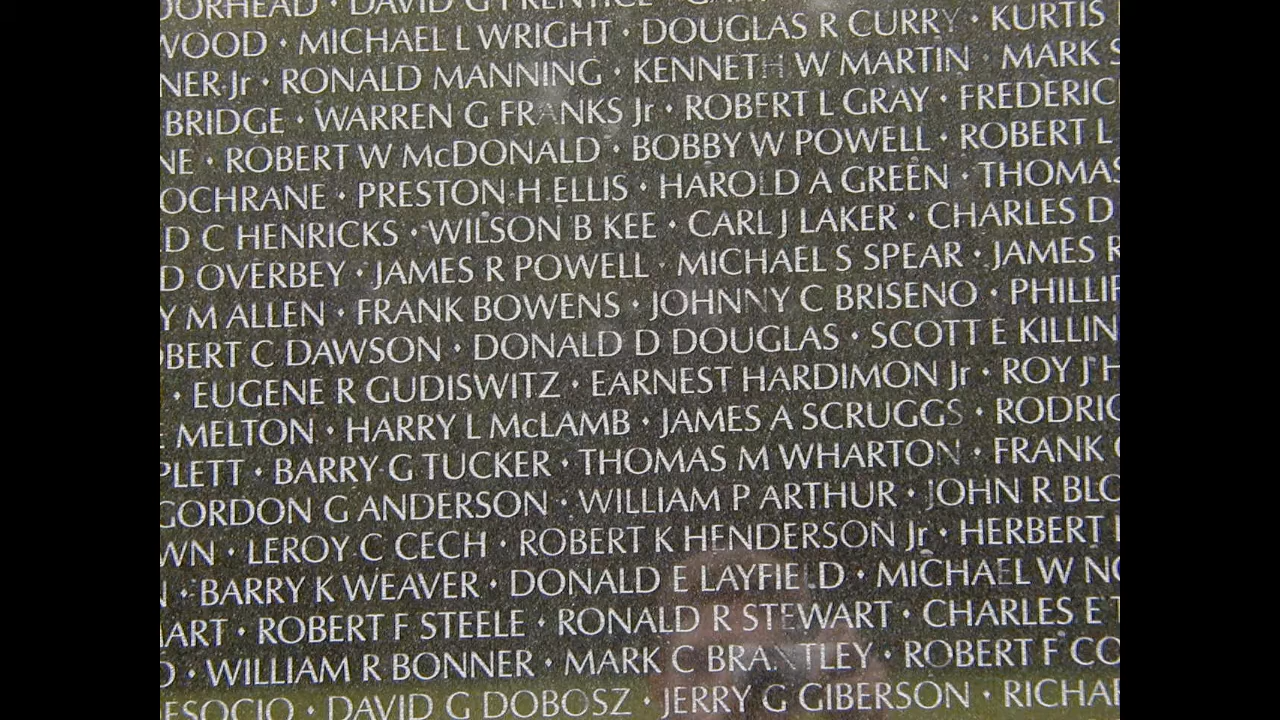 OORHEAD • DAVID G PRENTICE •
WOOD • MICHAEL L WRIGHT • DOUGLAS R CURRY • KURTIS
NER Jr • RONALD MANNING • KENNETH W MARTIN • MARK S
BRIDGE • WARREN G FRANKS Jr • ROBERT L GRAY • FREDERIC
NE • ROBERT W McDONALD • BOBBY W POWELL • ROBERT L
OCHRANE • PRESTON H ELLIS • HAROLD A GREEN • THOMAS
D C HENRICKS • WILSON B KEE • CARL J LAKER • CHARLES D
D OVERBEY • JAMES R POWELL • MICHAEL S SPEAR • JAMES R
Y M ALLEN • FRANK BOWENS • JOHNNY C BRISENO • PHILLIP
OBERT C DAWSON • DONALD D DOUGLAS • SCOTT E KILLIN
• EUGENE R GUDISWITZ • EARNEST HARDIMON Jr • ROY J H
E MELTON • HARRY L McLAMB • JAMES A SCRUGGS • RODRIG
PLETT • BARRY G TUCKER • THOMAS M WHARTON • FRANK
GORDON G ANDERSON • WILLIAM P ARTHUR • JOHN R BLO
WN • LEROY C CECH • ROBERT K HENDERSON Jr • HERBERT
N • BARRY K WEAVER • DONALD E LAYFIELD • MICHAEL W NO
ART • ROBERT F STEELE • RONALD R STEWART • CHARLES E T
D • WILLIAM R BONNER • MARK C BRANTLEY • ROBERT F CO
ESOCIO • DAVID G DOBOSZ • JERRY G GIBERSON • RICHAR